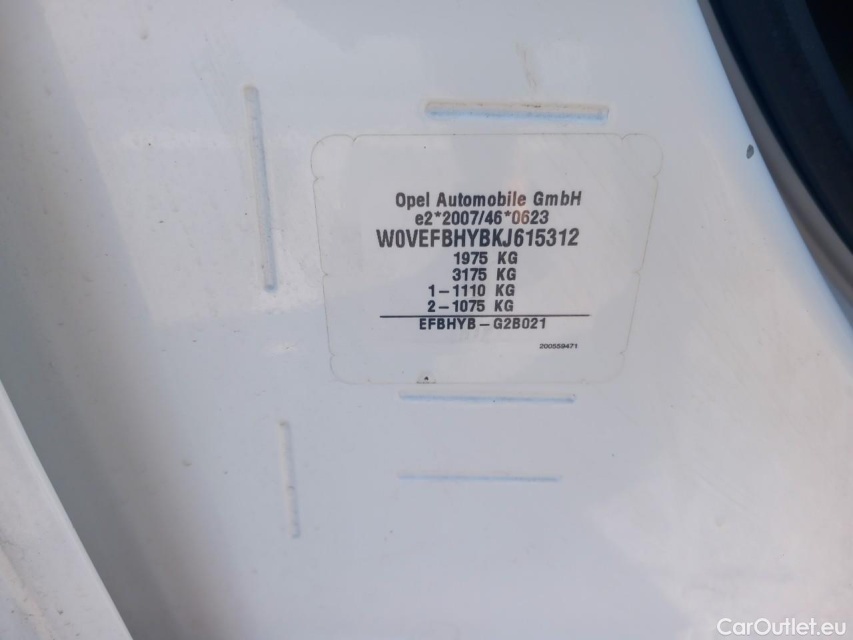 Opel Automobile GmbH
e2*2007/46*0623
W0VEFBHYBKJ615312
1975 KG
3175 KG
1-1110 KG
2-1075 KG
EFBHYB-G2B021
200559471
CarOutlet.eu